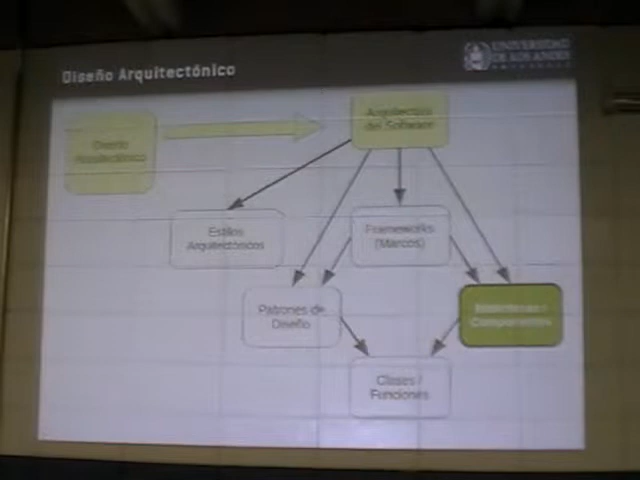 Diseño Arquitectónico
UNIVERSIDAD
DE LOS ANDES
Diseño
Arquitectónico
Arquitectura
del Software
Estilos
Arquitectónicos
Frameworks
(Marcos)
Patrones de
Diseño
Componentes
Clases /
Funciones